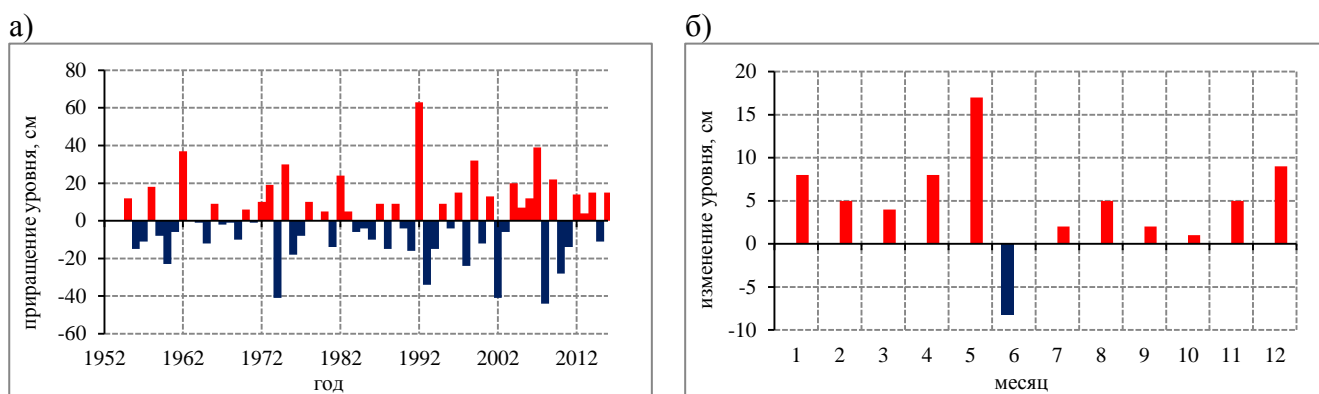 а)
приращение уровня, см
80
60
40
20
0
-20
-40
-60
1952 1962 1972 1982 1992 2002 2012
год
б)
изменение уровня, см
20
15
10
5
0
-5
-10
1 2 3 4 5 6 7 8 9 10 11 12
месяц